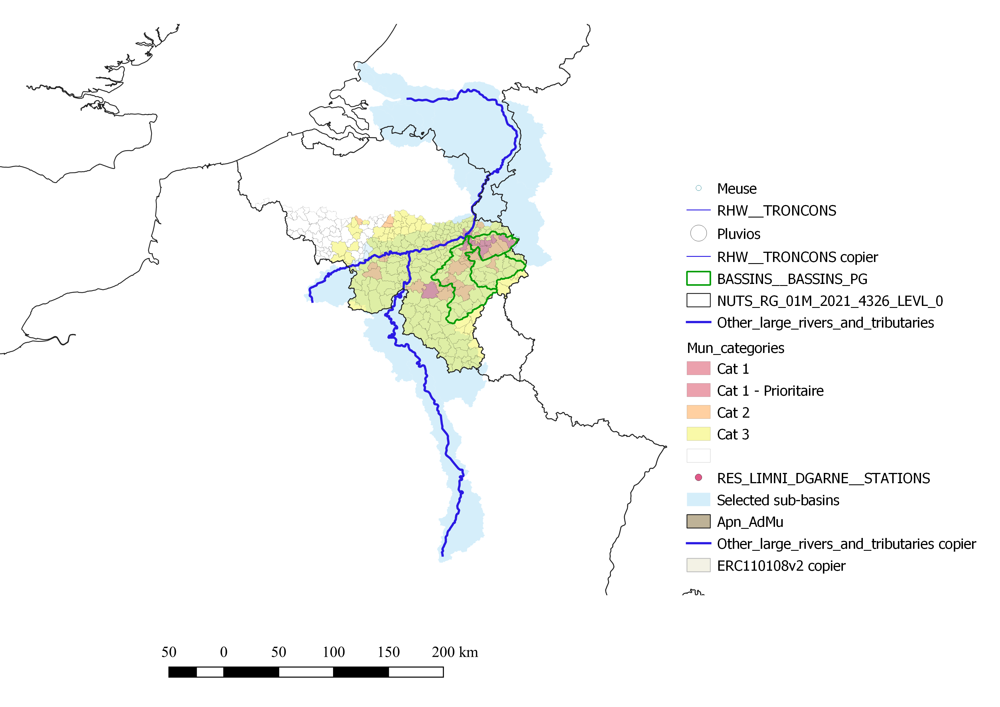 Meuse
RHW__TRONCONS
Pluvios
RHW__TRONCONS copier
BASSINS__BASSINS_PG
NUTS_RG_01M_2021_4326_LEVL_0
Other_large_rivers_and_tributaries
Mun_categories
Cat 1
Cat 1 - Prioritaire
Cat 2
Cat 3
RES_LIMNI_DGARNE__STATIONS
Selected sub-basins
Apn_AdMu
Other_large_rivers_and_tributaries copier
ERC110108v2 copier
50 0 50 100 150 200 km